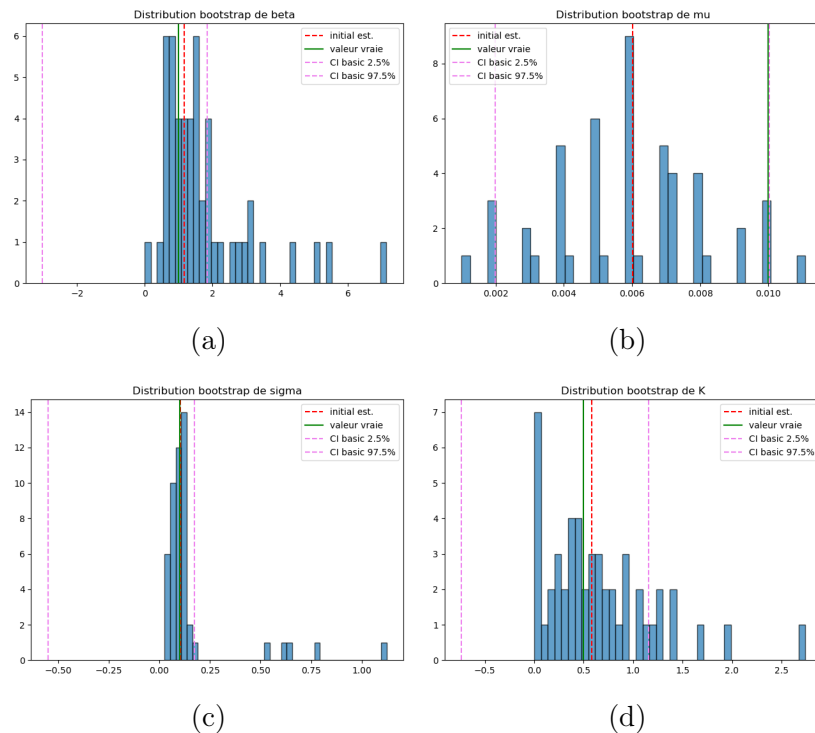 Distribution bootstrap de beta
initial est.
valeur vraie
CI basic 2.5%
CI basic 97.5%
6
5
4
3
2
1
0
−2 0 2 4 6
(a)
Distribution bootstrap de mu
initial est.
valeur vraie
CI basic 2.5%
CI basic 97.5%
8
6
4
2
0
0.002 0.004 0.006 0.008 0.010
(b)
Distribution bootstrap de sigma
initial est.
valeur vraie
CI basic 2.5%
CI basic 97.5%
14
12
10
8
6
4
2
0
−0.50 −0.25 0.00 0.25 0.50 0.75 1.00
(c)
Distribution bootstrap de K
initial est.
valeur vraie
CI basic 2.5%
CI basic 97.5%
7
6
5
4
3
2
1
0
−0.5 0.0 0.5 1.0 1.5 2.0 2.5
(d)